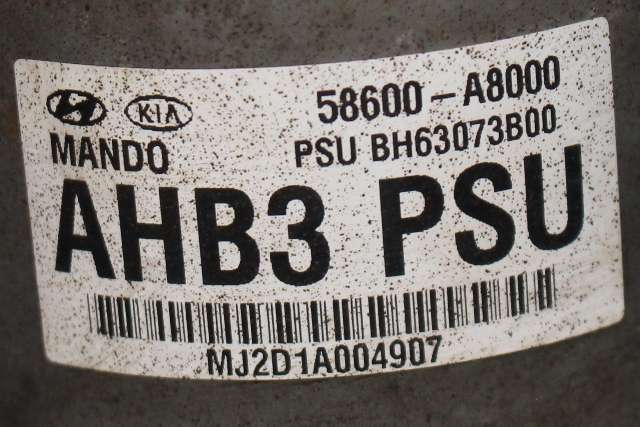 KIA
58600-A8000
MANDO
PSU BH63073B00
AHB3 PSU
MJ2D1A004907